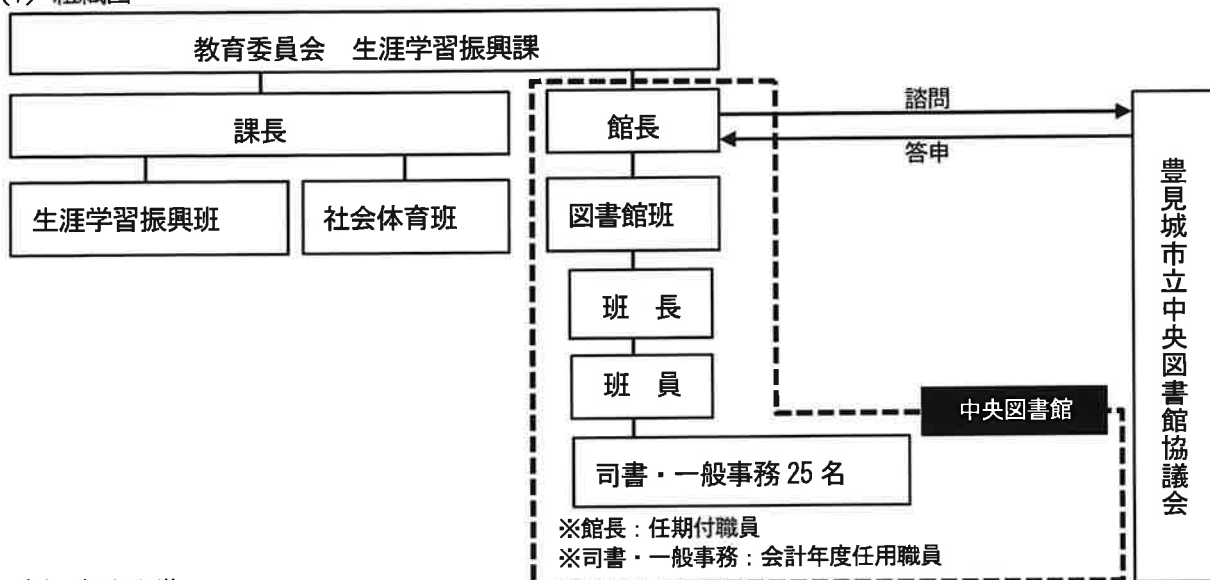 教育委員会 生涯学習振興課
課長
館長
諮問
答申
生涯学習振興班
社会体育班
図書館班
班 長
班 員
中央図書館
司書・一般事務 25 名
※館長：任期付職員
※司書・一般事務：会計年度任用職員
豊見城市立中央図書館協議会